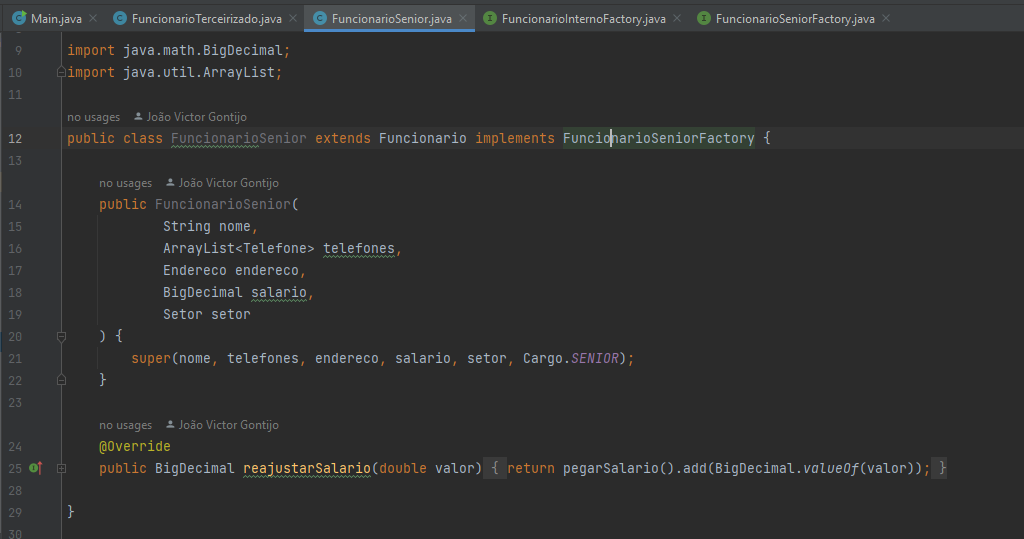 Main.java FuncionarioTerceirizado.java FuncionarioSenior.java FuncionarioInternoFactory.java FuncionarioSeniorFactory.java
9 import java.math.BigDecimal;
10 import java.util.ArrayList;
11
no usages João Victor Gontijo
12 public class FuncionarioSenior extends Funcionario implements FuncionarioSeniorFactory {
13
no usages João Victor Gontijo
14 public FuncionarioSenior(
15 String nome,
16 ArrayList<Telefone> telefones,
17 Endereco endereco,
18 BigDecimal salario,
19 Setor setor
20 ) {
21 super(nome, telefones, endereco, salario, setor, Cargo.SENIOR);
22 }
23
no usages João Victor Gontijo
24 @Override
25 public BigDecimal reajustarSalario(double valor) { return pegarSalario().add(BigDecimal.valueOf(valor)); }
28
29 }
30